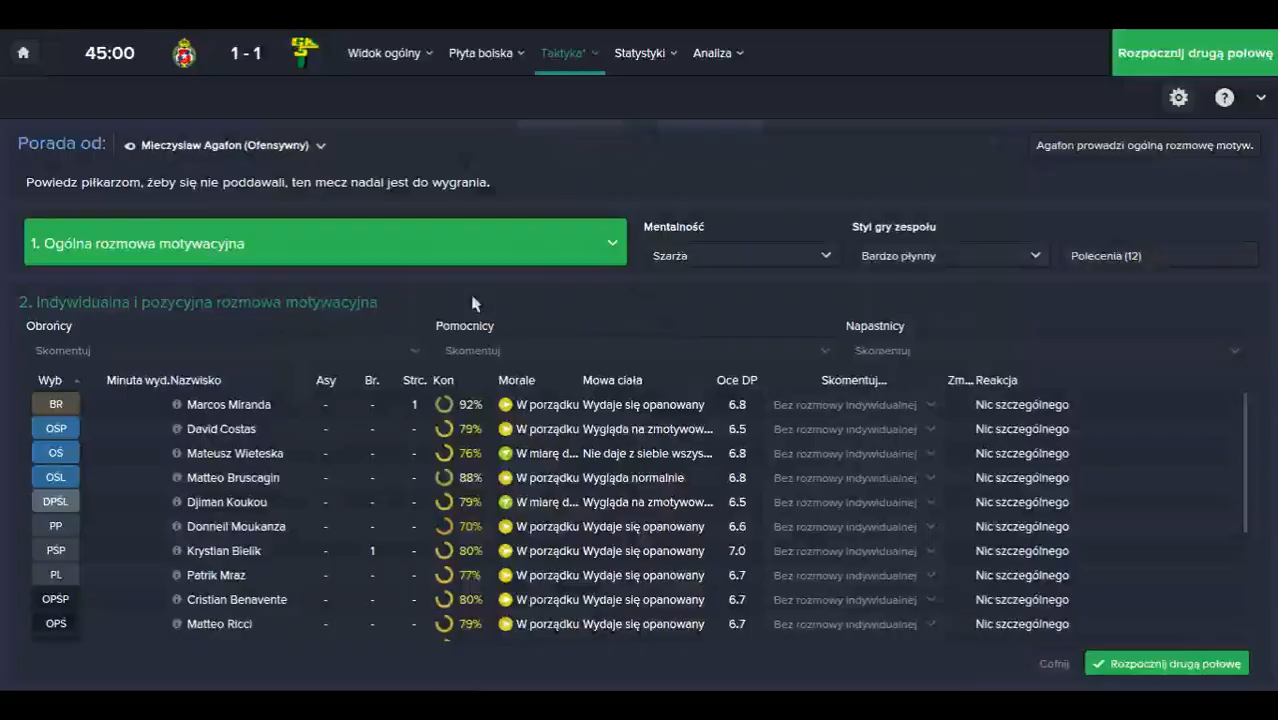 45:00 1 - 1 Widok ogólny Płyta boiska Taktyka* Statystyki Analiza Rozpocznij drugą połowę
Porada od: Mieczyslaw Agafon (Ofensywny) Agafon prowadzi ogólną rozmowę motyw.
Powiedz piłkarzom, żeby się nie poddawali, ten mecz nadal jest do wygrania.
Mentalność Styl gry zespołu
1. Ogólna rozmowa motywacyjna Szarża Bardzo płynny Polecenia (12)
2. Indywidualna i pozycyjna rozmowa motywacyjna
Obrońcy Pomocnicy Napastnicy
Skomentuj Skomentuj Skomentuj
Wyb Minuta wyd. Nazwisko Asy Br. Strc. Kon Morale Mowa ciała Oce DP Skomentuj... Zm... Reakcja
BR Marcos Miranda - - 1 92% W porządku Wydaje się opanowany 6.8 Bez rozmowy indywidualnej Nic szczególnego
OŚP David Costas - - - 79% W porządku Wygląda na zmotywow... 6.5 Bez rozmowy indywidualnej Nic szczególnego
OŚ Mateusz Wieteska - - - 76% W miarę d... Nie daje z siebie wszys... 6.8 Bez rozmowy indywidualnej Nic szczególnego
OŚL Matteo Bruscagin - - - 88% W porządku Wygląda normalnie 6.8 Bez rozmowy indywidualnej Nic szczególnego
DPŚL Djiman Koukou - - - 79% W miarę d... Wygląda na zmotywow... 6.5 Bez rozmowy indywidualnej Nic szczególnego
PP Donneil Moukanza - - - 70% W porządku Wydaje się opanowany 6.6 Bez rozmowy indywidualnej Nic szczególnego
PŚP Krystian Bielik - 1 - 80% W porządku Wydaje się opanowany 7.0 Bez rozmowy indywidualnej Nic szczególnego
PL Patrik Mraz - - - 77% W porządku Wydaje się opanowany 6.7 Bez rozmowy indywidualnej Nic szczególnego
OPŚP Cristian Benavente - - - 80% W porządku Wydaje się opanowany 6.7 Bez rozmowy indywidualnej Nic szczególnego
OPŚ Matteo Ricci - - - 79% W porządku Wydaje się opanowany 6.7 Bez rozmowy indywidualnej Nic szczególnego
Cofnij Rozpocznij drugą połowę